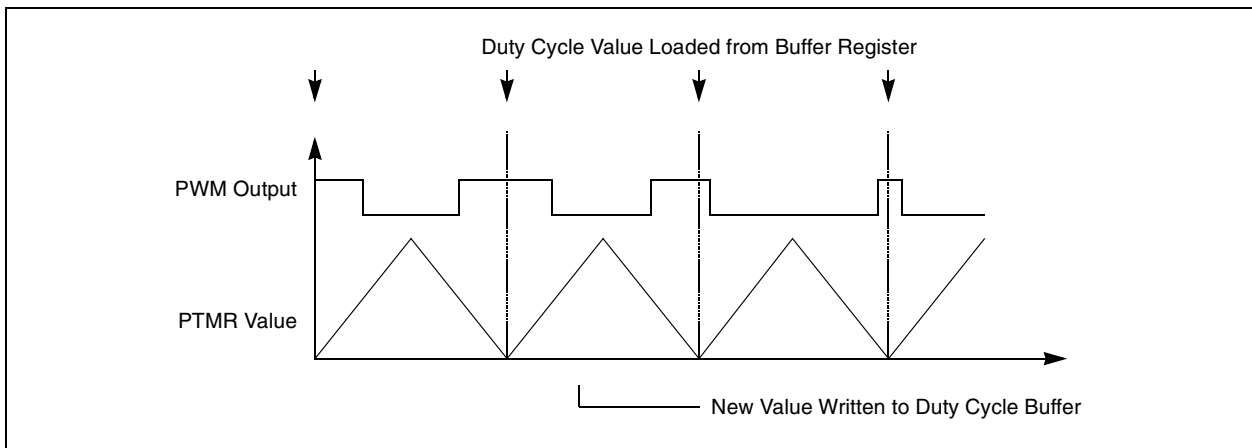 Duty Cycle Value Loaded from Buffer Register
PWM Output
PTMR Value
New Value Written to Duty Cycle Buffer